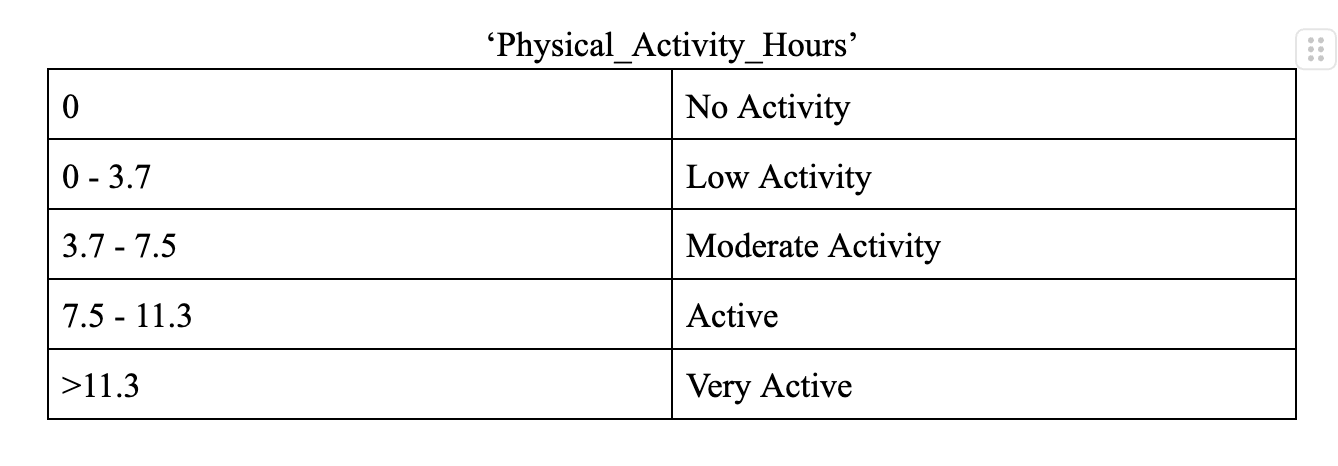 ‘Physical_Activity_Hours’
0 No Activity
0 - 3.7 Low Activity
3.7 - 7.5 Moderate Activity
7.5 - 11.3 Active
>11.3 Very Active